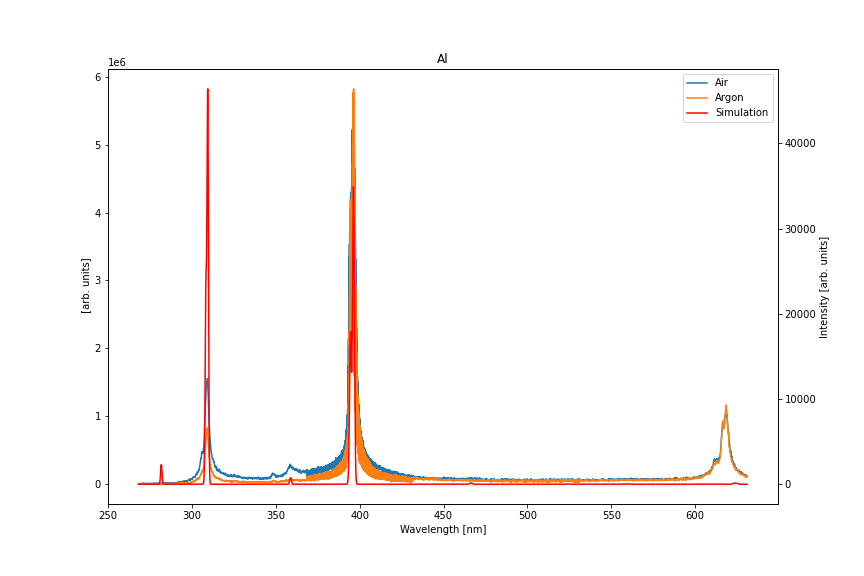 Al
1e6
6
5
4
3
2
1
0
[arb. units]
Air
Argon
Simulation
40000
30000
20000
10000
0
Intensity [arb. units]
250 300 350 400 450 500 550 600
Wavelength [nm]